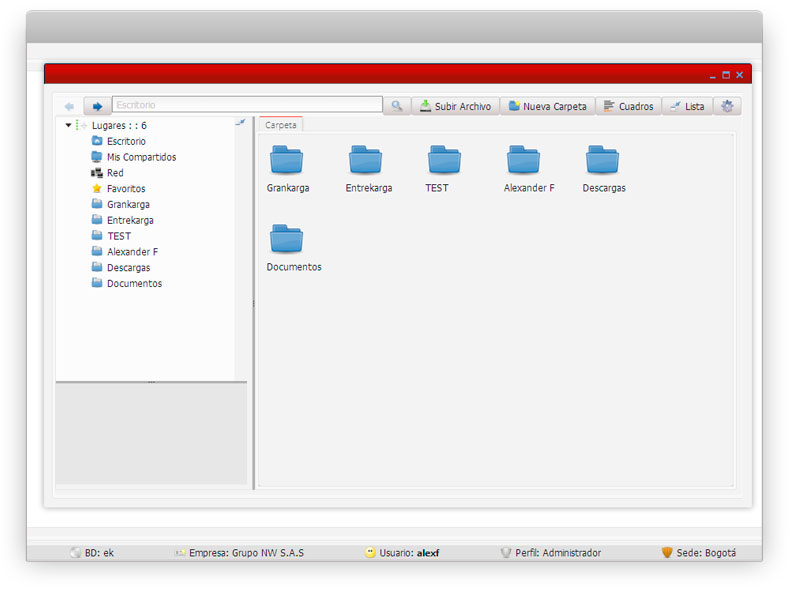 Escritorio
Subir Archivo
Nueva Carpeta
Cuadros
Lista
Lugares : : 6
Escritorio
Mis Compartidos
Red
Favoritos
Grankarga
Entrekarga
TEST
Alexander F
Descargas
Documentos
Carpeta
Grankarga Entrekarga TEST Alexander F Descargas
Documentos
BD: ek Empresa: Grupo NW S.A.S Usuario: alexf Perfil: Administrador Sede: Bogotá